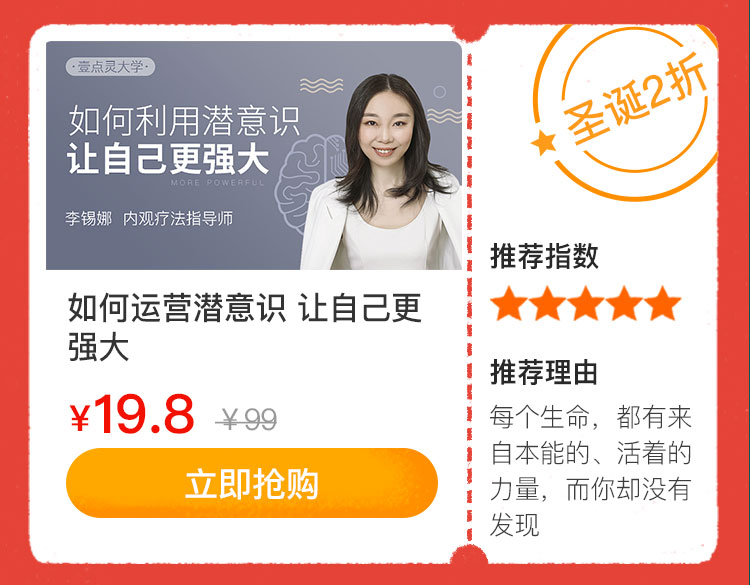 ·壹点灵大学·
如何利用潜意识
让自己更强大
MORE POWERFUL
李锡娜 内观疗法指导师
如何运营潜意识 让自己更
强大
¥19.8 ¥99
立即抢购
圣诞2折
推荐指数
推荐理由
每个生命，都有来
自本能的、活着的
力量，而你却没有
发现